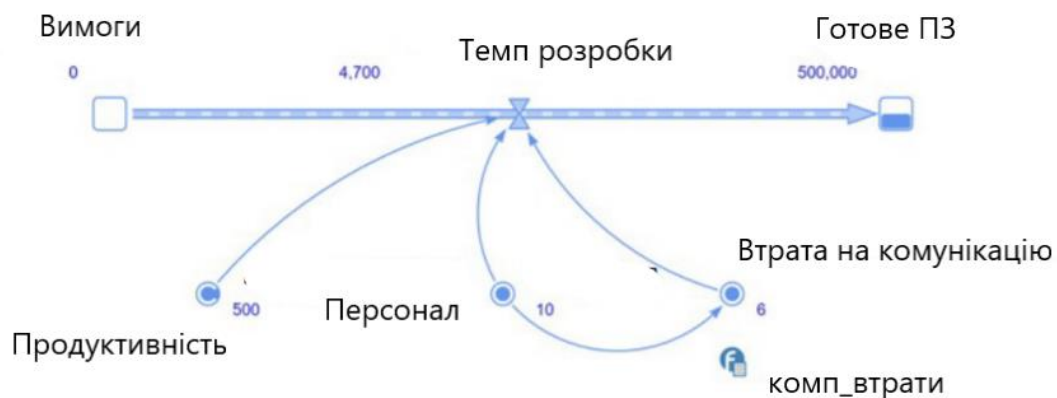 Вимоги
Темп розробки
Готове ПЗ
0
4,700
500,000
Втрата на комунікацію
500
Персонал
10
6
Продуктивність
F
комп_втрати